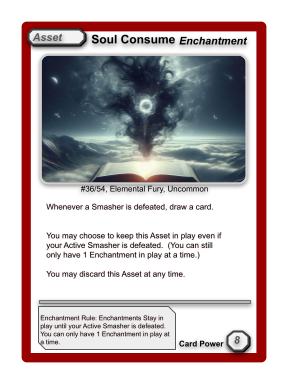 Asset Soul Consume Enchantment
#36/54, Elemental Fury, Uncommon
Whenever a Smasher is defeated, draw a card.
You may choose to keep this Asset in play even if
your Active Smasher is defeated. (You can still
only have 1 Enchantment in play at a time.)
You may discard this Asset at any time.
Enchantment Rule: Enchantments Stay in
play until your Active Smasher is defeated.
You can only have 1 Enchantment in play at
a time.
Card Power 8